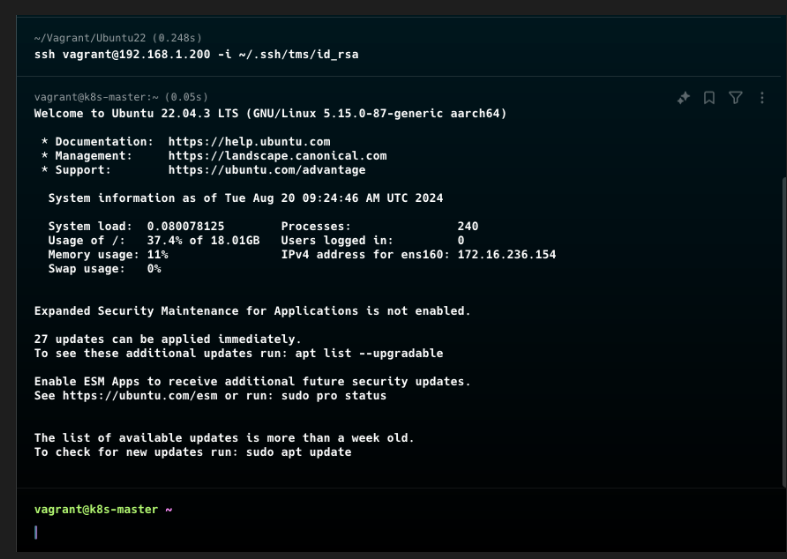 ~/Vagrant/Ubuntu22 (0.248s)
ssh vagrant@192.168.1.200 -i ~/.ssh/tms/id_rsa
vagrant@k8s-master:~ (0.05s)
Welcome to Ubuntu 22.04.3 LTS (GNU/Linux 5.15.0-87-generic aarch64)
* Documentation:  https://help.ubuntu.com
* Management:     https://landscape.canonical.com
* Support:        https://ubuntu.com/advantage
System information as of Tue Aug 20 09:24:46 AM UTC 2024
System load:  0.080078125        Processes:               240
Usage of /:   37.4% of 18.01GB   Users logged in:         0
Memory usage: 11%                IPv4 address for ens160: 172.16.236.154
Swap usage:   0%
Expanded Security Maintenance for Applications is not enabled.
27 updates can be applied immediately.
To see these additional updates run: apt list --upgradable
Enable ESM Apps to receive additional future security updates.
See https://ubuntu.com/esm or run: sudo pro status
The list of available updates is more than a week old.
To check for new updates run: sudo apt update
vagrant@k8s-master ~